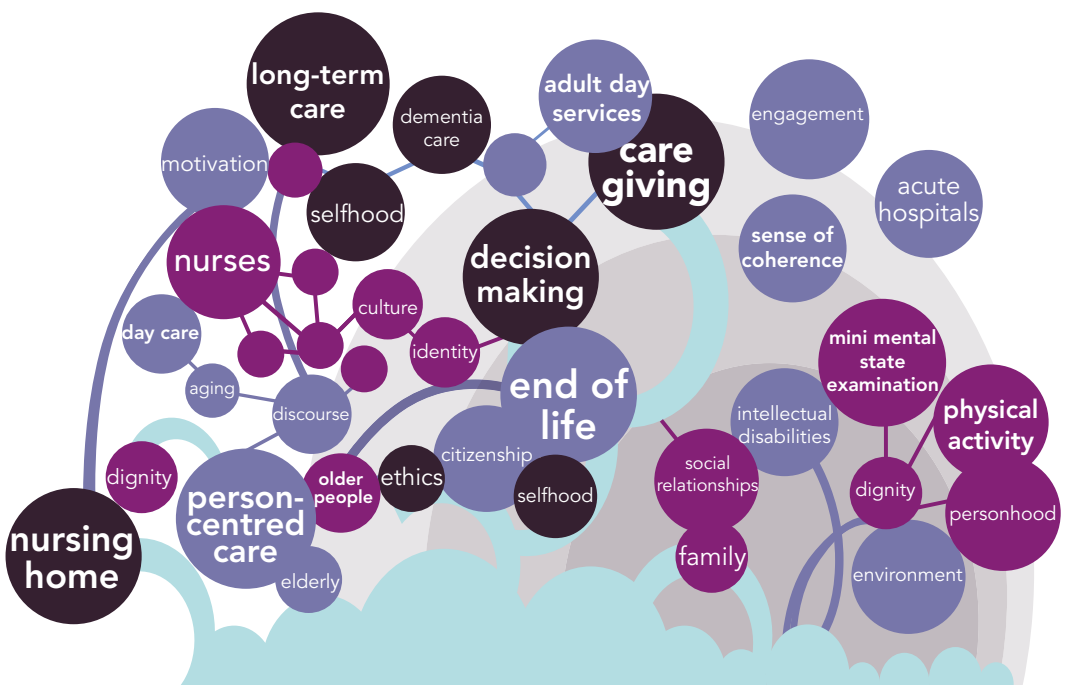 long-term
care
adult day
services
dementia
care
engagement
care
giving
motivation
selfhood
acute
hospitals
nurses
decision
making
sense of
coherence
culture
day care
identity
mini mental
state
examination
aging
discourse
end of
life
intellectual
disabilities
physical
activity
citizenship
dignity
older
people
ethics
selfhood
social
relationships
dignity
personhood
person-
centred
care
nursing
home
elderly
family
environment